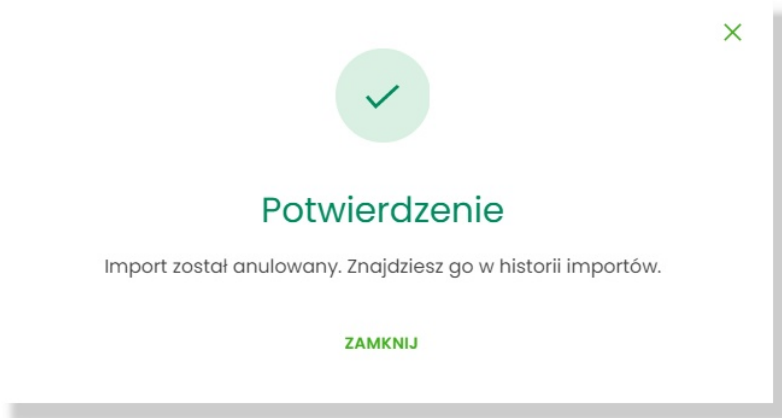 Potwierdzenie
Import został anulowany. Znajdziesz go w historii importów.
ZAMKNIJ